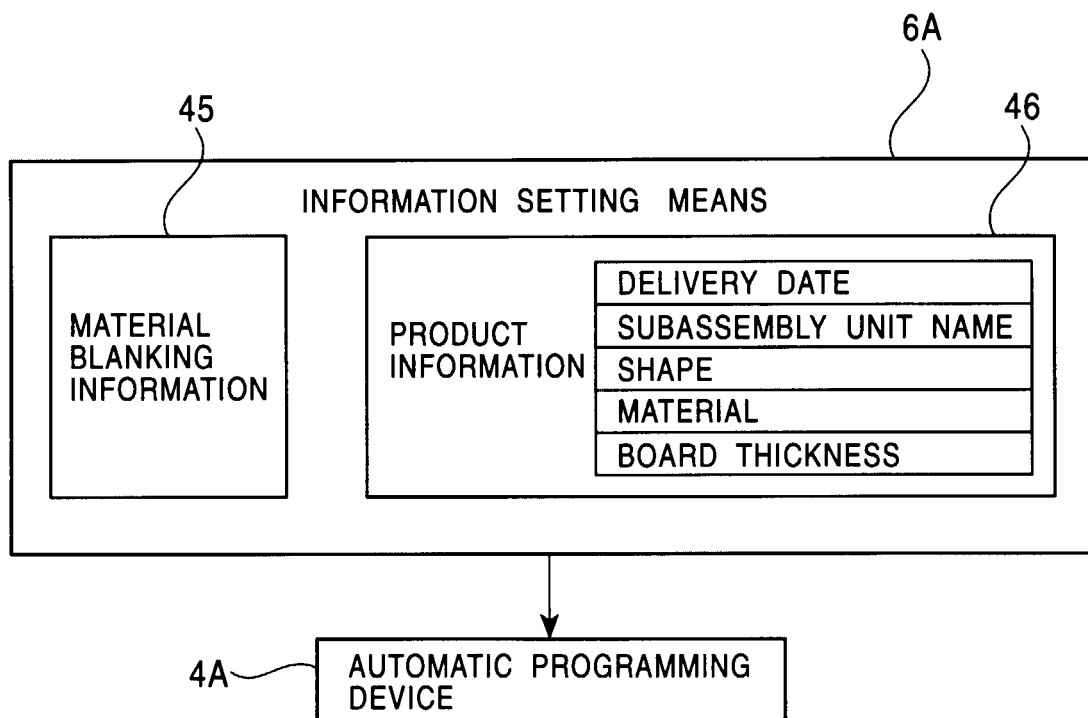 6A
45
46
INFORMATION SETTING MEANS
MATERIAL
BLANKING
INFORMATION
PRODUCT
INFORMATION
DELIVERY DATE
SUBASSEMBLY UNIT NAME
SHAPE
MATERIAL
BOARD THICKNESS
4A
AUTOMATIC PROGRAMMING
DEVICE